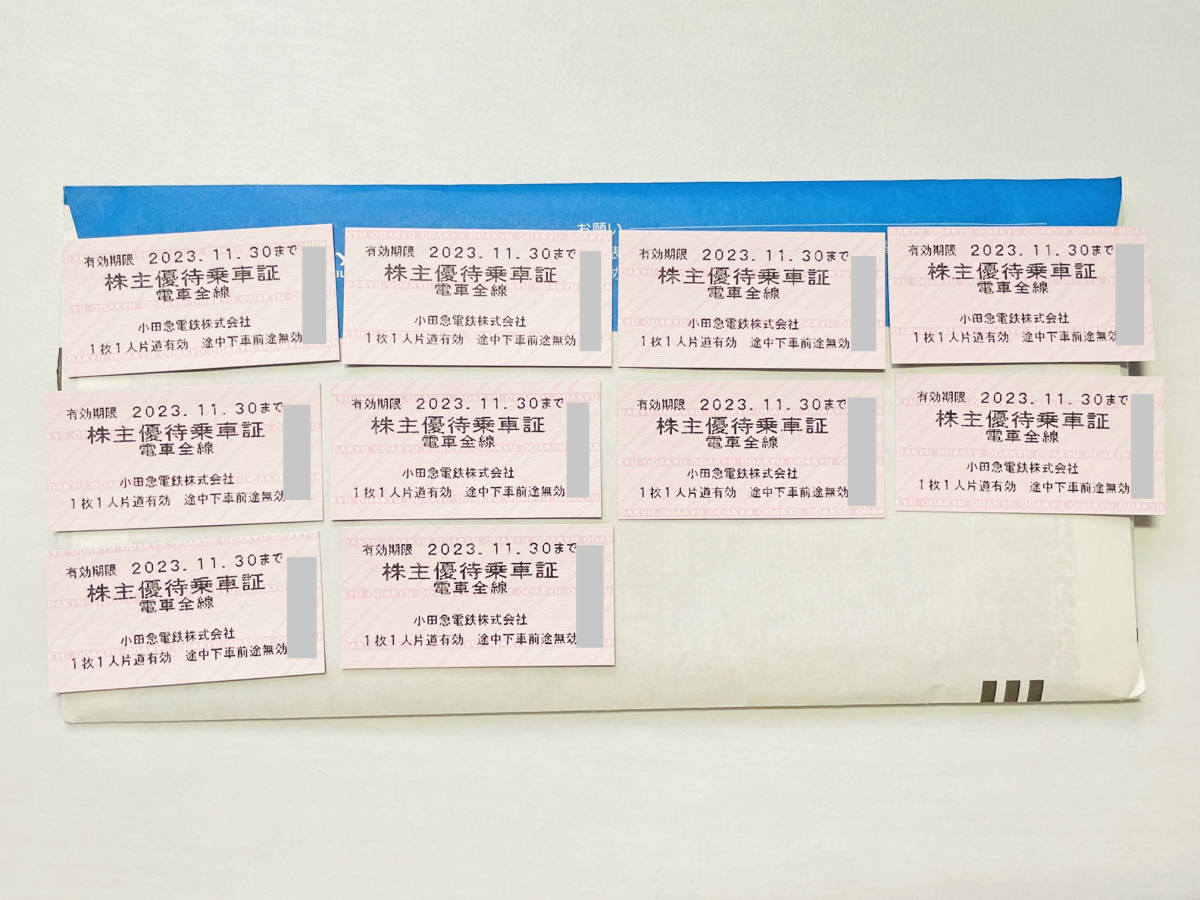 お願い
有効期限 2023.11.30まで
株主優待乗車証
電車全線
小田急電鉄株式会社
1枚1人片道有効 途中下車前途無効
有効期限 2023.11.30まで
株主優待乗車証
電車全線
小田急電鉄株式会社
1枚1人片道有効 途中下車前途無効
有効期限 2023.11.30まで
株主優待乗車証
電車全線
小田急電鉄株式会社
1枚1人片道有効 途中下車前途無効
有効期限 2023.11.30まで
株主優待乗車証
電車全線
小田急電鉄株式会社
1枚1人片道有効 途中下車前途無効
有効期限 2023.11.30まで
株主優待乗車証
電車全線
小田急電鉄株式会社
1枚1人片道有効 途中下車前途無効
有効期限 2023.11.30まで
株主優待乗車証
電車全線
小田急電鉄株式会社
1枚1人片道有効 途中下車前途無効
有効期限 2023.11.30まで
株主優待乗車証
電車全線
小田急電鉄株式会社
1枚1人片道有効 途中下車前途無効
有効期限 2023.11.30まで
株主優待乗車証
電車全線
小田急電鉄株式会社
1枚1人片道有効 途中下車前途無効
有効期限 2023.11.30まで
株主優待乗車証
電車全線
小田急電鉄株式会社
1枚1人片道有効 途中下車前途無効
有効期限 2023.11.30まで
株主優待乗車証
電車全線
小田急電鉄株式会社
1枚1人片道有効 途中下車前途無効